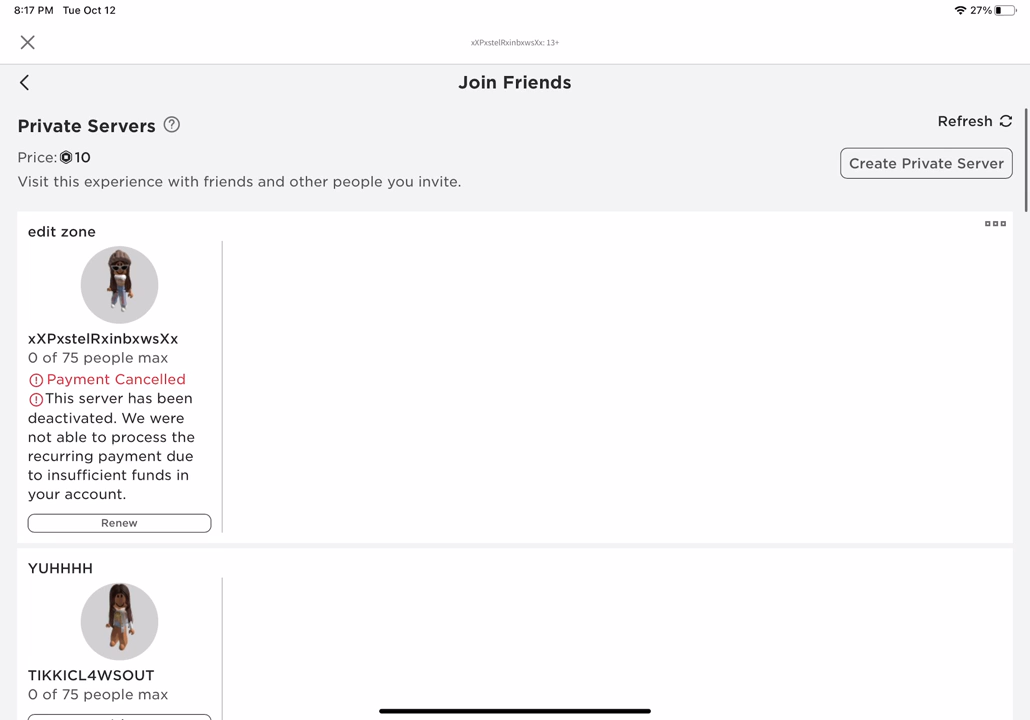 8:17 PM Tue Oct 12
27%
xXPxstelRxinbxwsXx: 13+
Join Friends
Private Servers ?
Refresh
Price: 10
Create Private Server
Visit this experience with friends and other people you invite.
edit zone
xXPxstelRxinbxwsXx
0 of 75 people max
Payment Cancelled
This server has been
deactivated. We were
not able to process the
recurring payment due
to insufficient funds in
your account.
Renew
YUHHHH
TIKKICL4WSOUT
0 of 75 people max